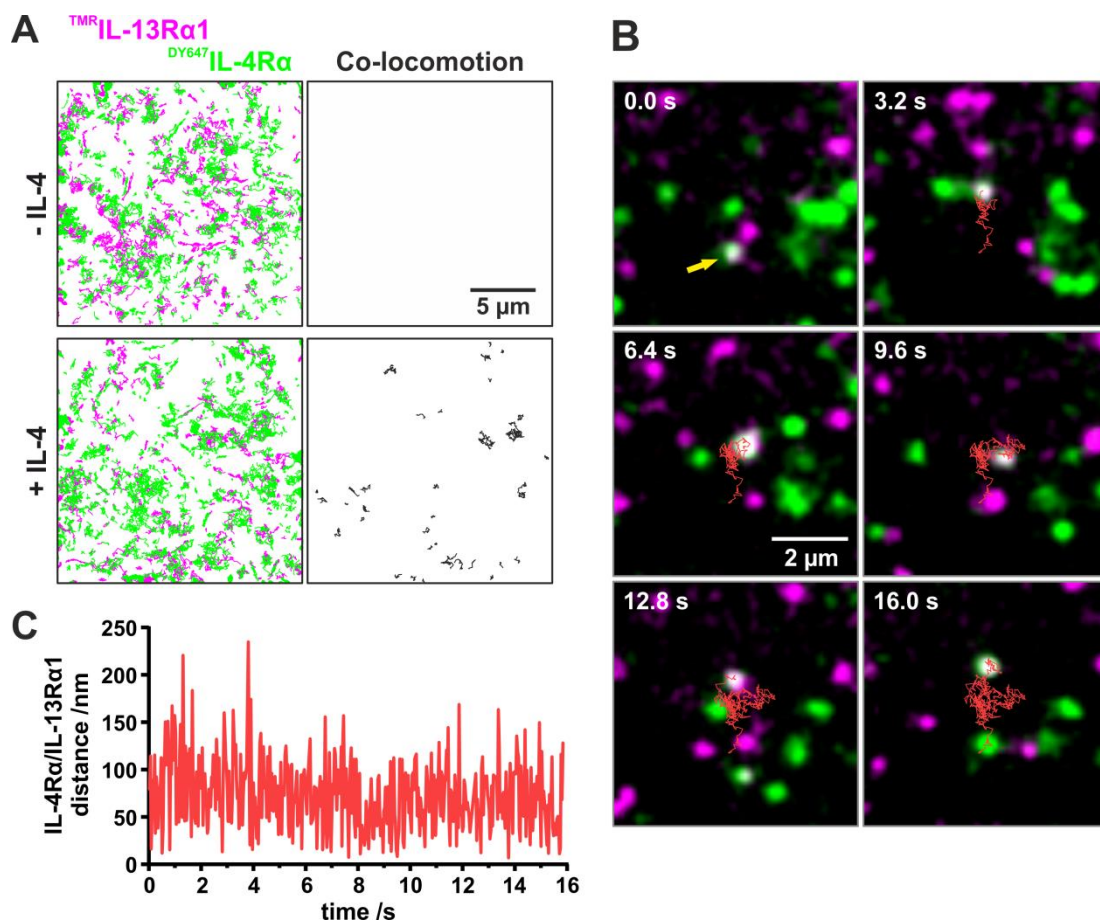 A
TMRIL-13Rα1
DY647IL-4Rα
Co-locomotion
- IL-4
5 µm
+ IL-4
B
0.0 s
3.2 s
6.4 s
9.6 s
2 µm
12.8 s
16.0 s
C
IL-4Rα/IL-13Rα1
distance /nm
250
200
150
100
50
0
0 2 4 6 8 10 12 14 16
time /s